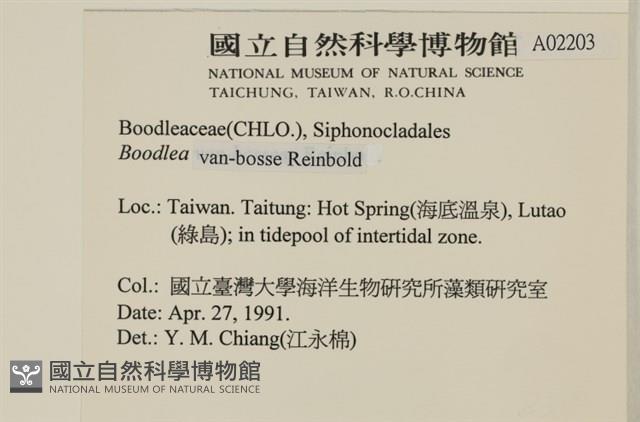 國立自然科學博物館 A02203
NATIONAL MUSEUM OF NATURAL SCIENCE
TAICHUNG, TAIWAN, R.O.CHINA
Boodleaceae(CHLO.), Siphonocladales
Boodlea van-bosse Reinbold
Loc.: Taiwan. Taitung: Hot Spring(海底溫泉), Lutao
(綠島); in tidepool of intertidal zone.
Col.: 國立臺灣大學海洋生物研究所藻類研究室
Date: Apr. 27, 1991.
Det.: Y. M. Chiang(江永棉)
國立自然科學博物館
NATIONAL MUSEUM OF NATURAL SCIENCE